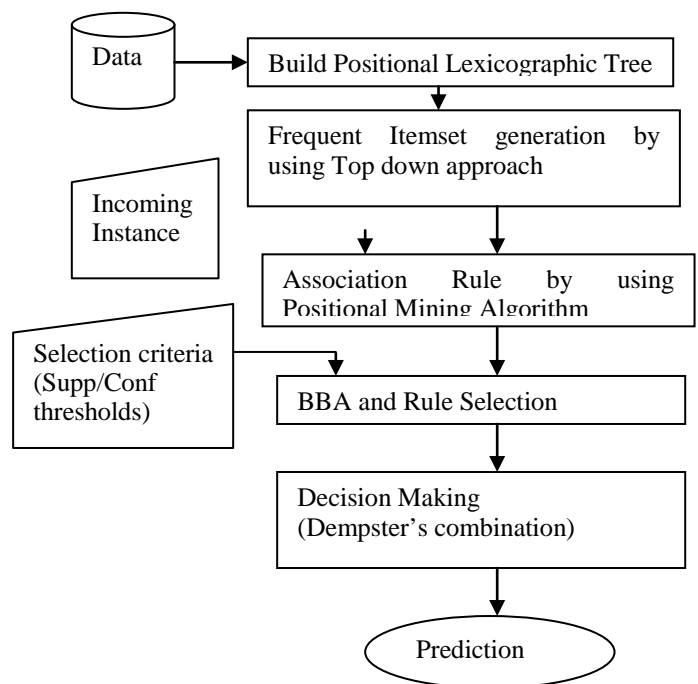 Data
Build Positional Lexicographic Tree
Frequent Itemset generation by
using Top down approach
Incoming
Instance
Association Rule by using
Positional Mining Algorithm
Selection criteria
(Supp/Conf
thresholds)
BBA and Rule Selection
Decision Making
(Dempster’s combination)
Prediction